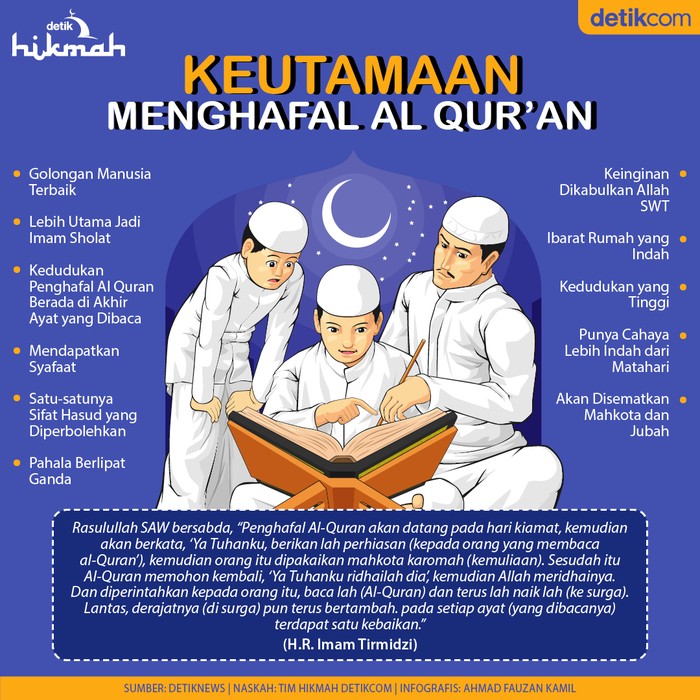 detik
hikmah
detikcom
KEUTAMAAN
MENGHAFAL AL QUR'AN
Golongan Manusia
Terbaik
Lebih Utama Jadi
Imam Sholat
Kedudukan
Penghafal Al Quran
Berada di Akhir
Ayat yang Dibaca
Mendapatkan
Syafaat
Satu-satunya
Sifat Hasud yang
Diperbolehkan
Pahala Berlipat
Ganda
Keinginan
Dikabulkan Allah
SWT
Ibarat Rumah yang
Indah
Kedudukan yang
Tinggi
Punya Cahaya
Lebih Indah dari
Matahari
Akan Disematkan
Mahkota dan
Jubah
Rasulullah SAW bersabda, "Penghafal Al-Quran akan datang pada hari kiamat, kemudian
akan berkata, 'Ya Tuhanku, berikan lah perhiasan (kepada orang yang membaca
al-Qur'an'), kemudian orang itu dipakaikan mahkota karomah (kemuliaan). Sesudah itu
Al-Quran memohon kembali, 'Ya Tuhanku ridhailah dia', kemudian Allah meridhainya.
Dan diperintahkan kepada orang itu, baca lah (Al-Quran) dan terus lah naik lah (ke surga).
Lantas, derajatnya (di surga) pun terus bertambah. pada setiap ayat (yang dibacanya)
terdapat satu kebaikan."
(H.R. Imam Tirmidzi)
SUMBER: DETIKNEWS | NASKAH: TIM HIKMAH DETIKCOM | INFOGRAFIS: AHMAD FAUZAN KAMIL